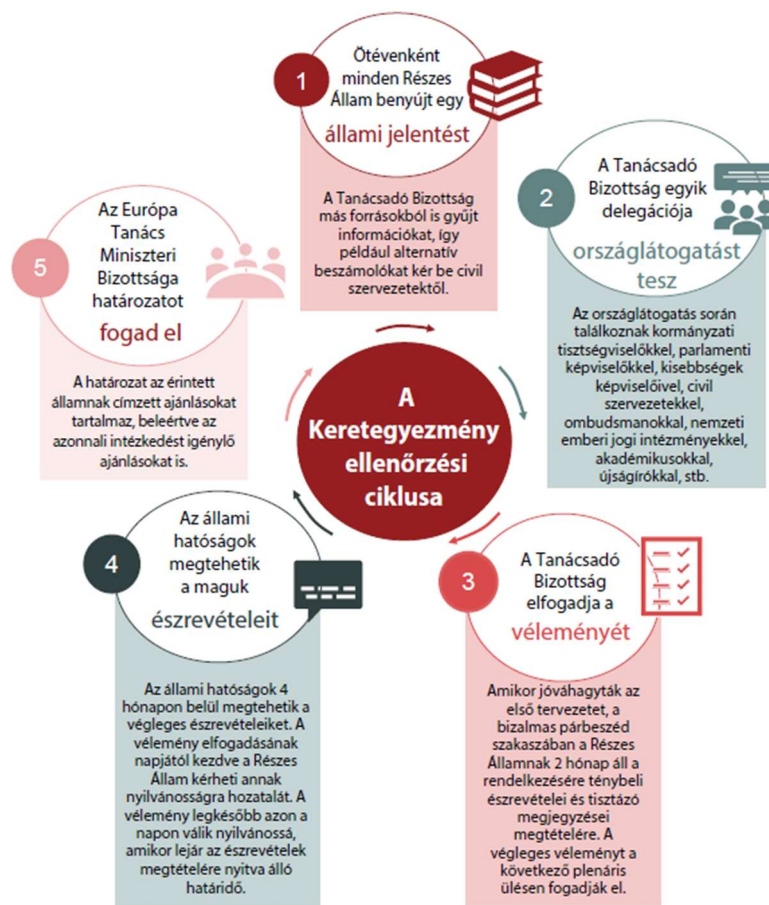 1
Ötévenként
minden Részes
Állam benyújt egy
állami jelentést
A Tanácsadó Bizottság
más forrásokból is gyűjt
információkat, így
például alternatív
beszámolókat kér be civil
szervezetektől.
2
A Tanácsadó
Bizottság egyik
delegációja
országlátogatást
tesz
Az országlátogatás során
találkoznak kormányzati
tisztségviselőkkel, parlamenti
képviselőkkel, kisebbségek
képviselőivel, civil
szervezetekkel,
ombudsmanokkal, nemzeti
emberi jogi intézményekkel,
akadémikusokkal,
újságírókkal, stb.
3
A Tanácsadó
Bizottság
elfogadja a
véleményét
Amikor jóváhagyták az
első tervezetet, a
bizalmas párbeszéd
szakaszában a Részes
Államnak 2 hónap áll a
rendelkezésére ténybeli
észrevételei és tisztázó
megjegyzései
megtételére. A
végleges véleményt a
következő plenáris
ülésen fogadják el.
4
Az állami
hatóságok
megtehetik
a maguk
észrevételeit
Az állami hatóságok 4
hónapon belül megtehetik a
végleges észrevételeiket. A
vélemény elfogadásának
napjától kezdve a Részes
Állam kérheti annak
nyilvánosságra hozatalát. A
vélemény legkésőbb azon a
napon válik nyilvánossá,
amikor lejár az észrevételek
megtételére nyitva álló
határidő.
5
Az Európa
Tanács
Miniszteri
Bizottsága
határozatot
fogad el
A határozat az érintett
államnak címzett ajánlásokat
tartalmaz, beleértve az
azonnali intézkedést igénylő
ajánlásokat is.
A
Keretegyezmény
ellenőrzési
ciklusa